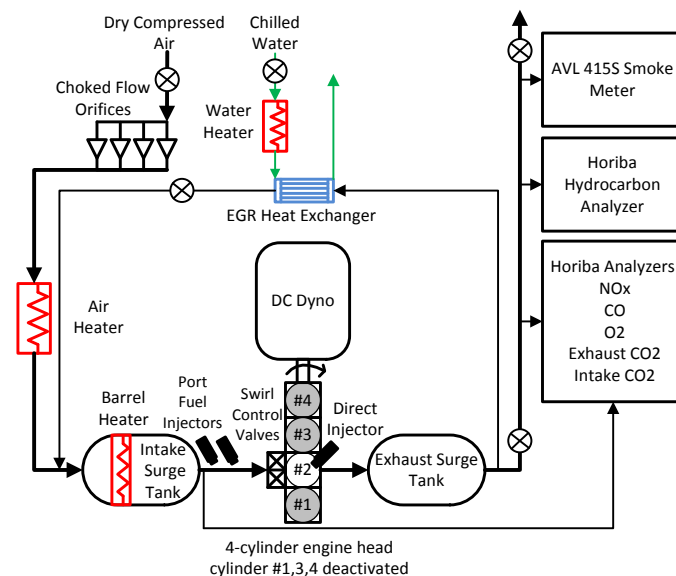 Dry Compressed
Air
Chilled
Water
Choked Flow
Orifices
Water
Heater
EGR Heat Exchanger
AVL 415S Smoke
Meter
Horiba
Hydrocarbon
Analyzer
Horiba Analyzers
NOx
CO
O2
Exhaust CO2
Intake CO2
DC Dyno
Air
Heater
Barrel
Heater
Port
Fuel
Injectors
Swirl
Control
Valves
Direct
Injector
#4
#3
#2
#1
Intake
Surge
Tank
Exhaust Surge
Tank
4-cylinder engine head
cylinder #1,3,4 deactivated